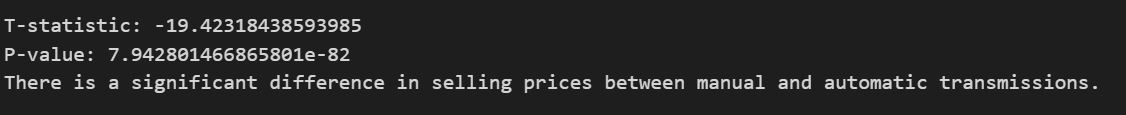 T-statistic: -19.42318438593985
P-value: 7.942801466865801e-82
There is a significant difference in selling prices between manual and automatic transmissions.